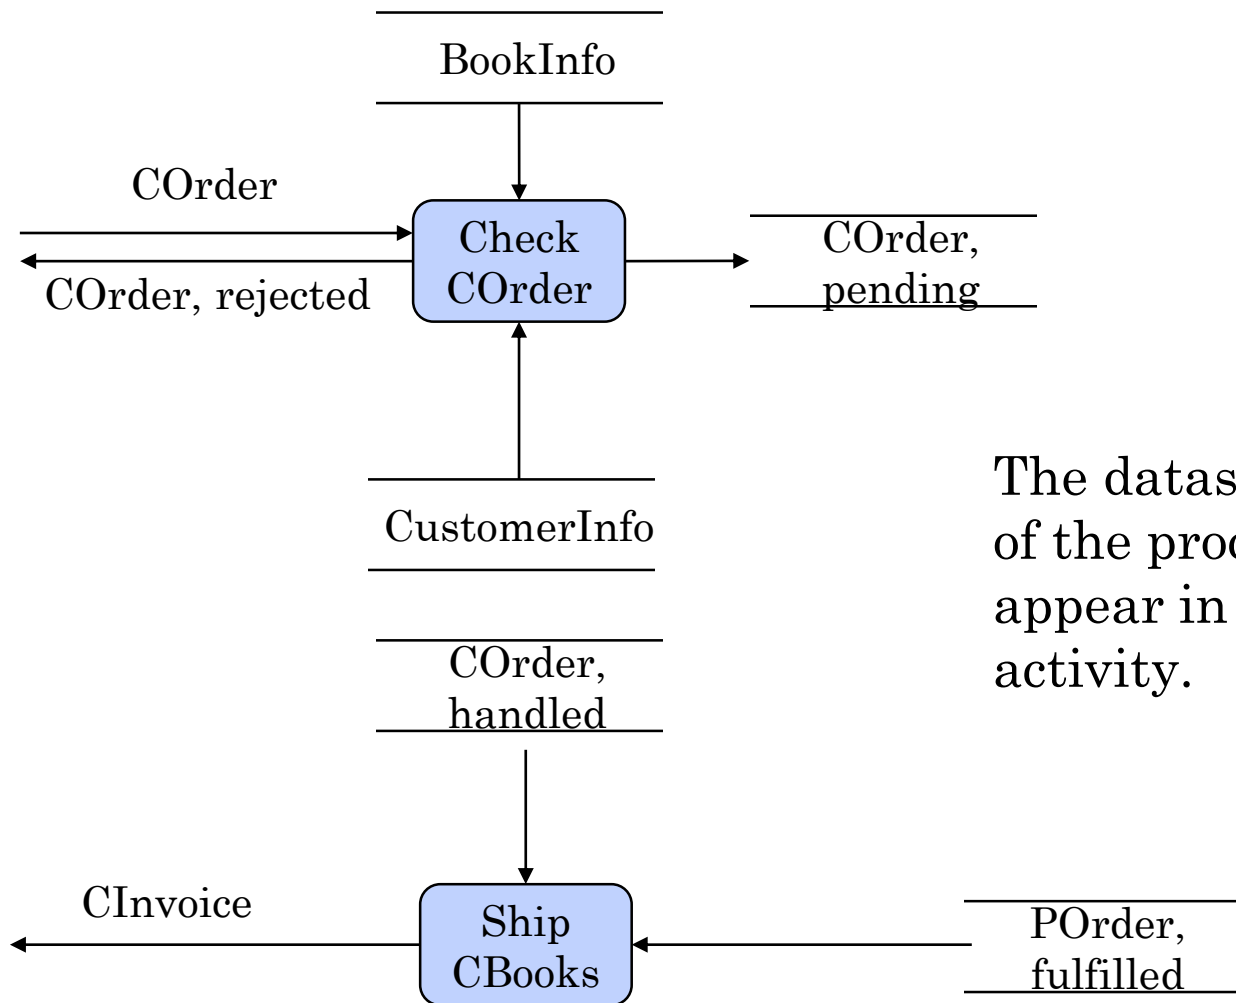 BookInfo
COrder
Check
COrder
COrder, rejected
COrder,
pending
CustomerInfo
The datas
of the
appear in
activity.
COrder,
handled
CInvoice
Ship
CBooks
POrder,
fulfilled